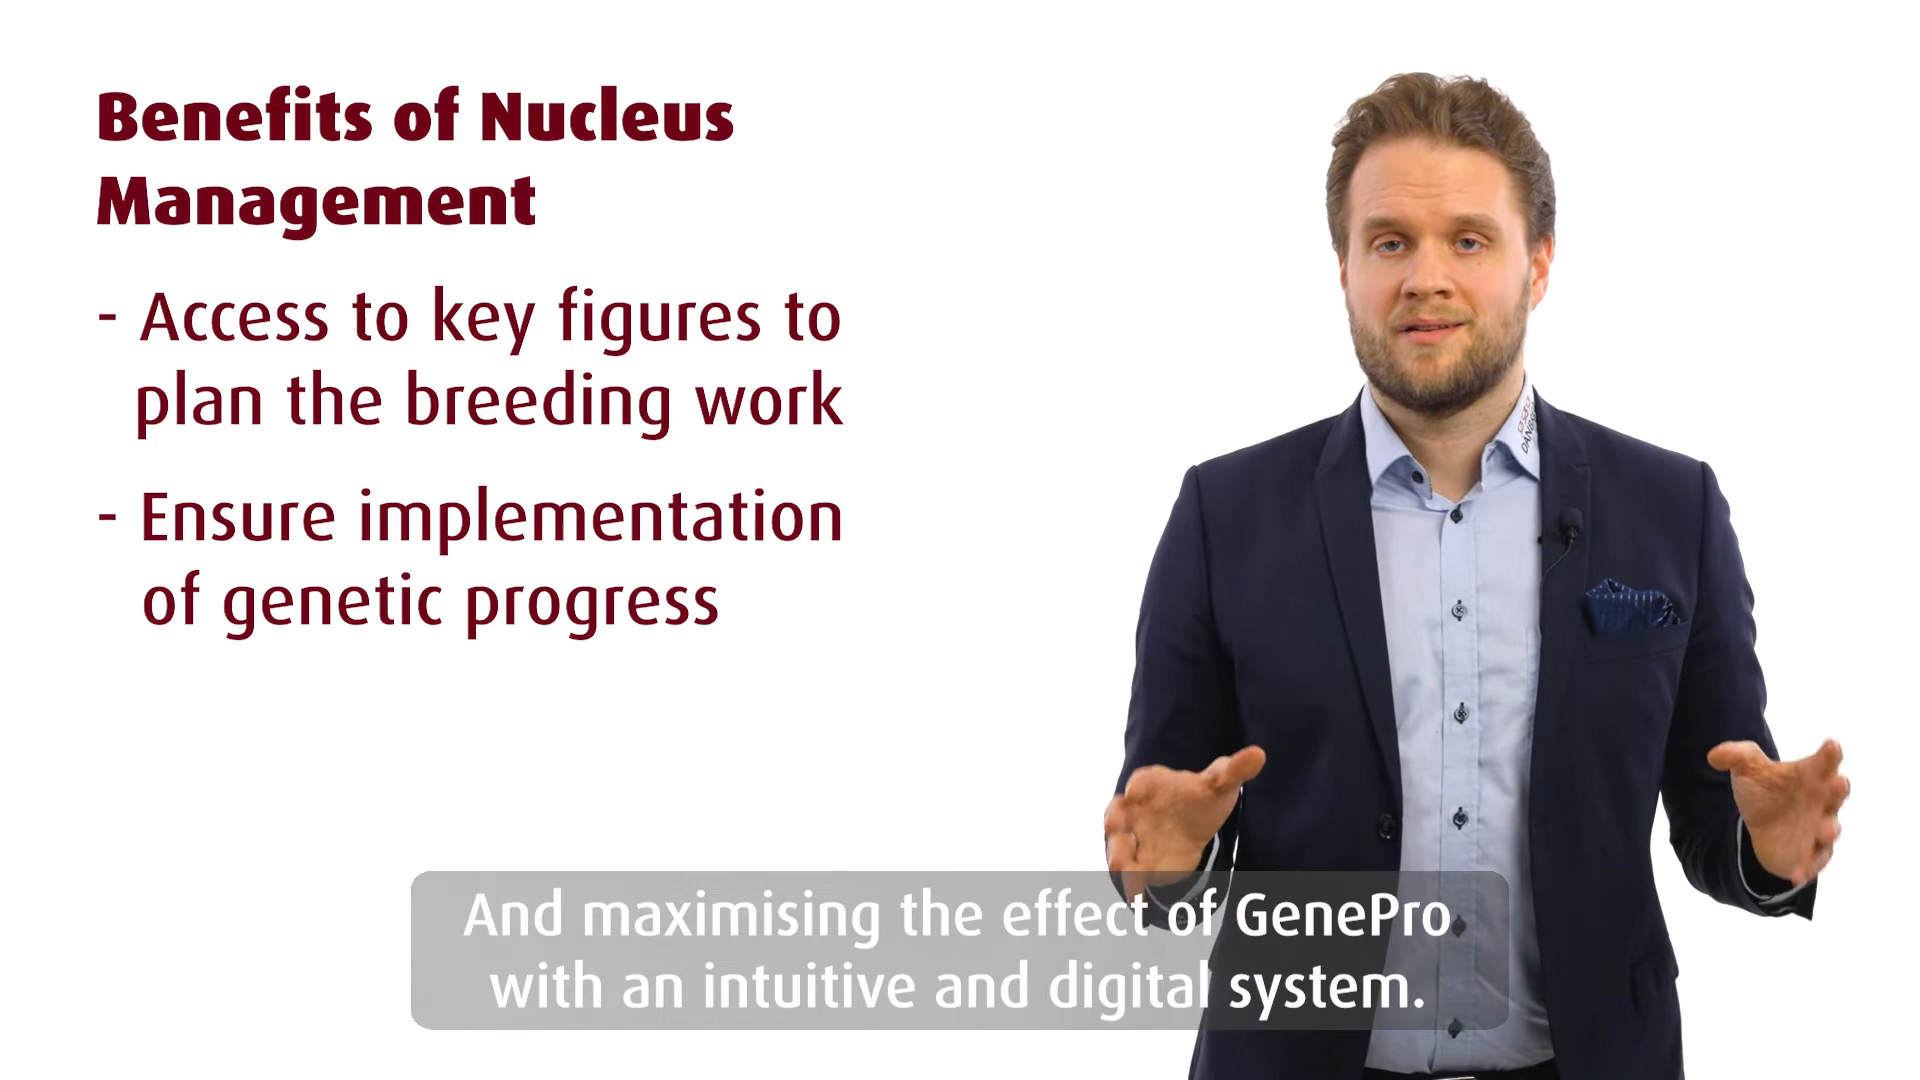 Benefits of Nucleus
Management
- Access to key figures to
plan the breeding work
- Ensure implementation
of genetic progress
And maximising the effect of GenePro
with an intuitive and digital system.